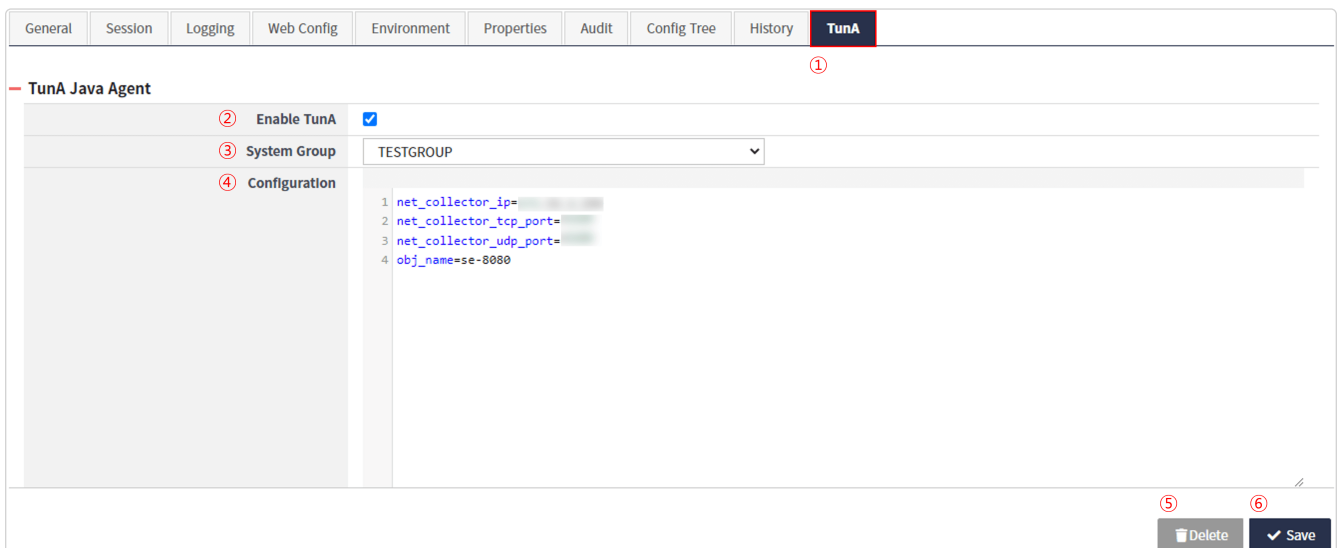 General Session Logging Web Config Environment Properties Audit Config Tree History TunA
①
TunA Java Agent
② Enable TunA
③ System Group TESTGROUP
④ Configuration
1 net_collector_ip=
2 net_collector_tcp_port=
3 net_collector_udp_port=
4 obj_name=se-8080
⑤ ⑥
Delete Save